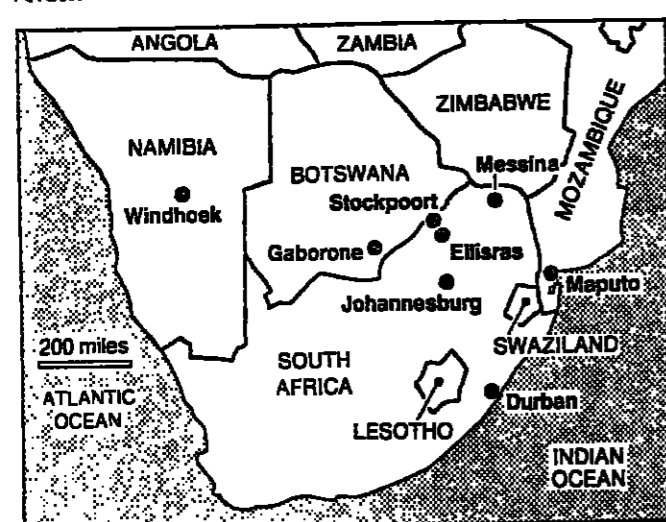 ANGOLA
ZAMBIA
ZIMBABWE
MOZAMBIQUE
NAMIBIA
Messina
BOTSWANA
Stockpoort
Windhoek
Gaborone
Ellisras
Maputo
Johannesburg
200 miles
SWAZILAND
SOUTH
AFRICA
ATLANTIC
OCEAN
Durban
LESOTHO
INDIAN
OCEAN